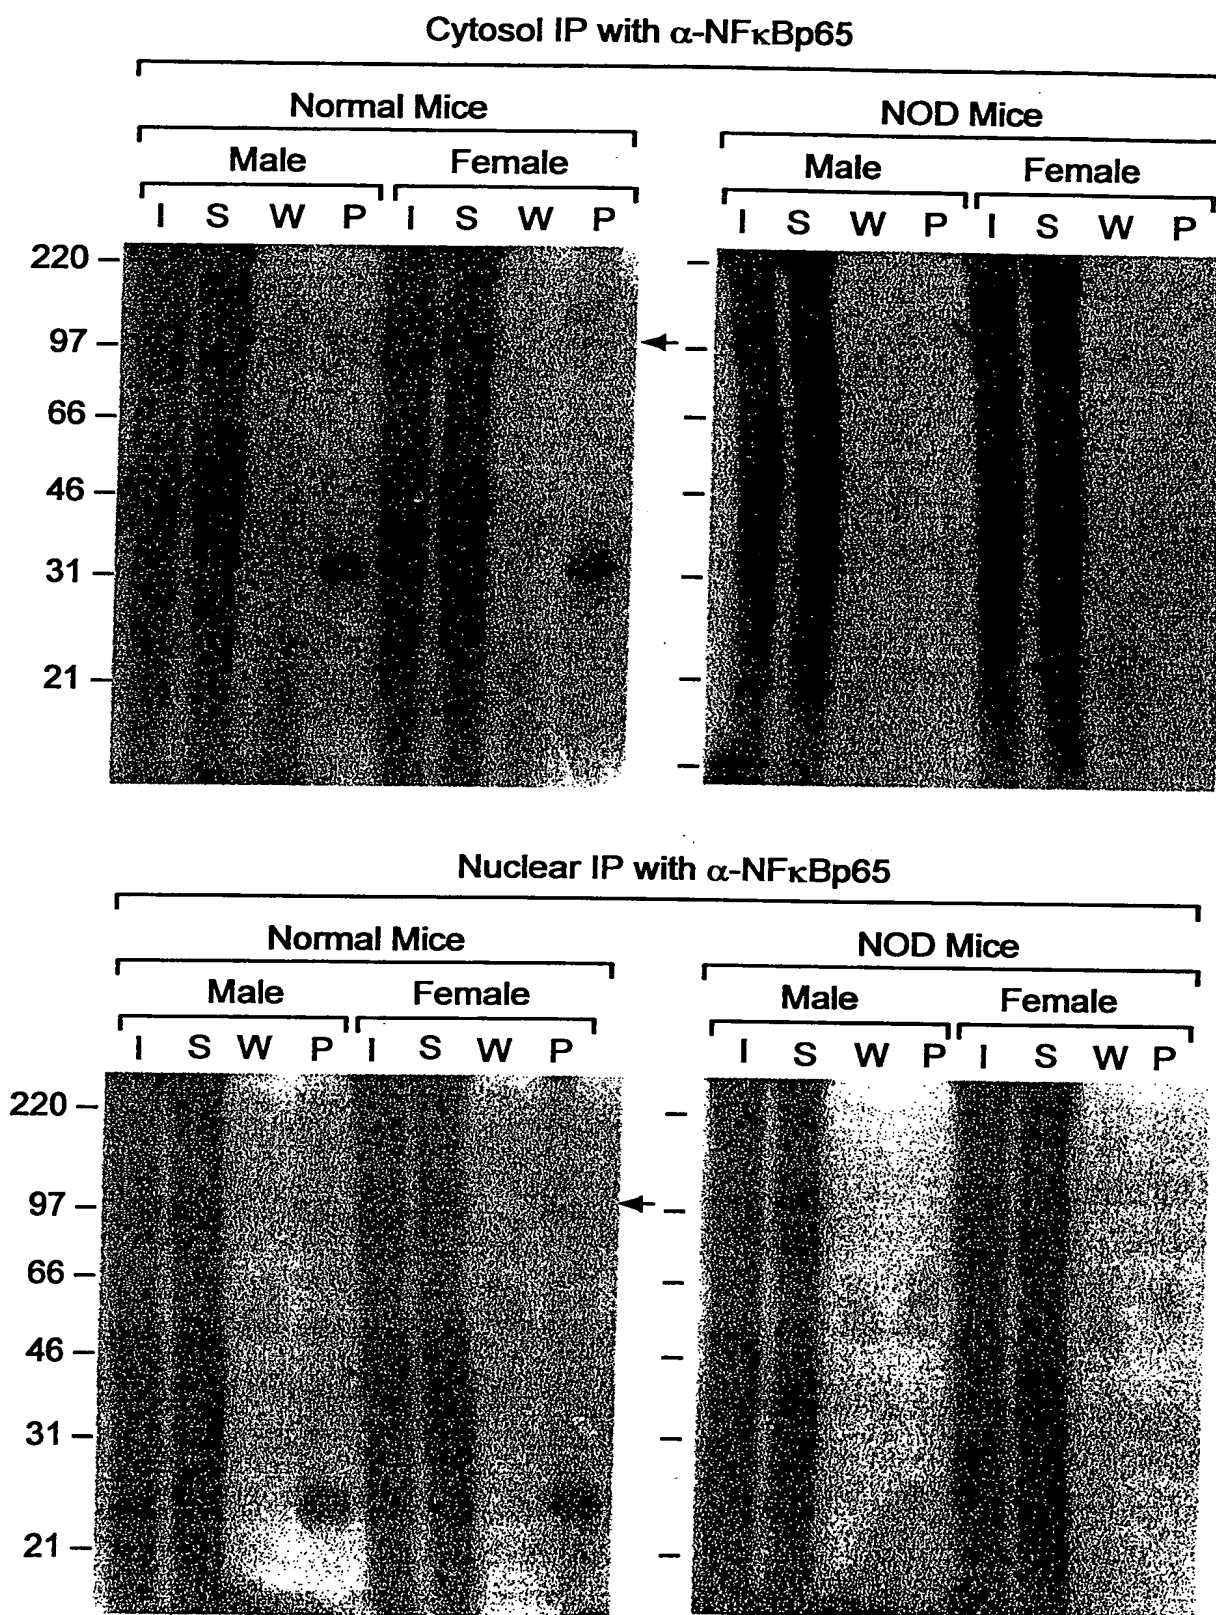 Cytosol IP with α-NFκBp65
Normal Mice
NOD Mice
Male Female
Male Female
I S W P I S W P
I S W P I S W P
220
97
66
46
31
21
Nuclear IP with α-NFκBp65
Normal Mice
NOD Mice
Male Female
Male Female
I S W P I S W P
I S W P I S W P
220
97
66
46
31
21